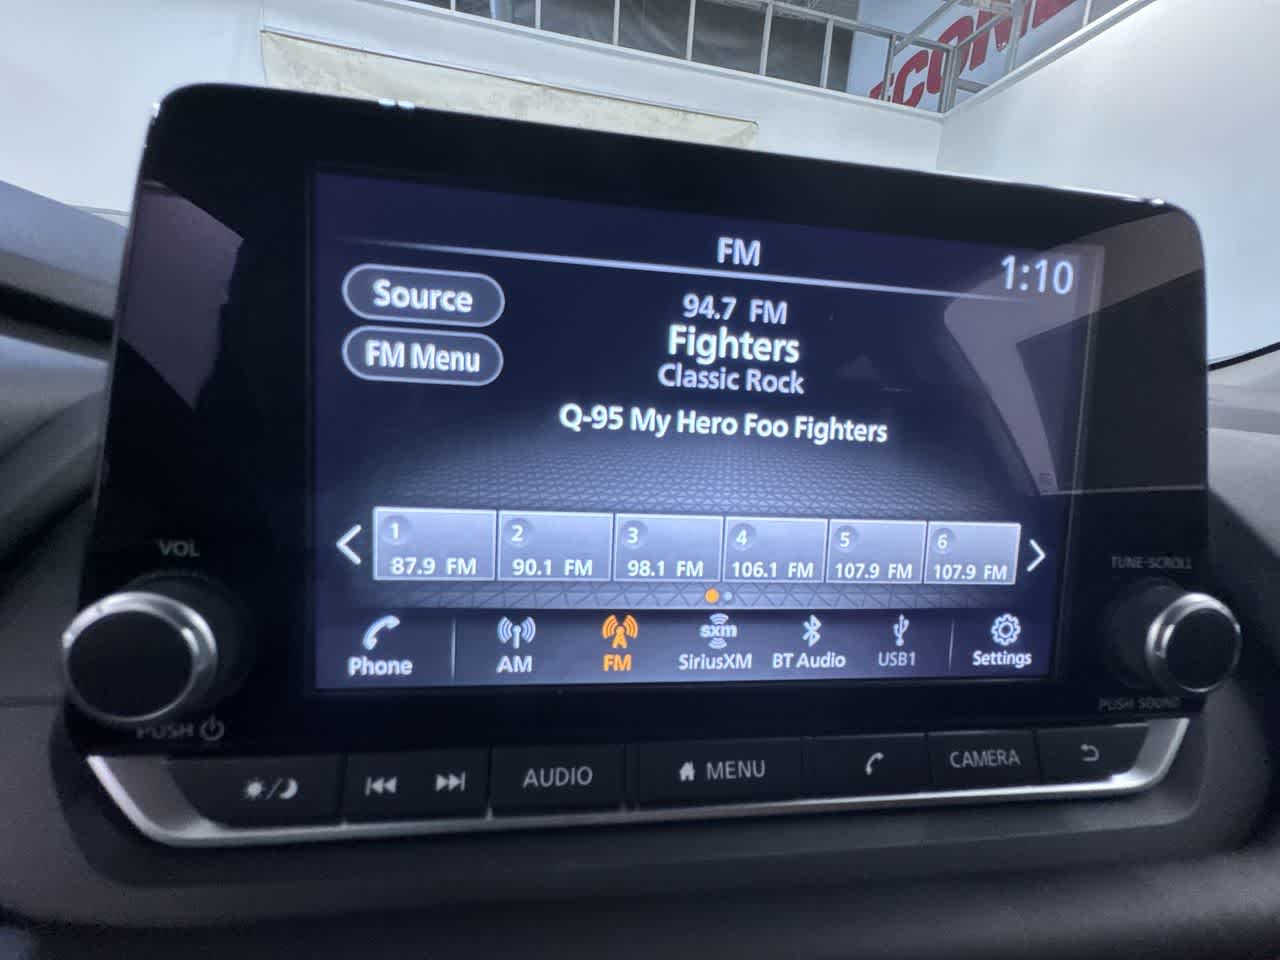 ECON
FM
1:10
Source
FM Menu
94.7 FM
Fighters
Classic Rock
Q-95 My Hero Foo Fighters
1
87.9 FM
2
90.1 FM
3
98.1 FM
4
106.1 FM
5
107.9 FM
6
107.9 FM
Phone
AM
FM
sxm
SiriusXM
BT Audio
USB1
Settings
VOL
PUSH
TUNE·SCROLL
PUSH SOUND
AUDIO
MENU
CAMERA